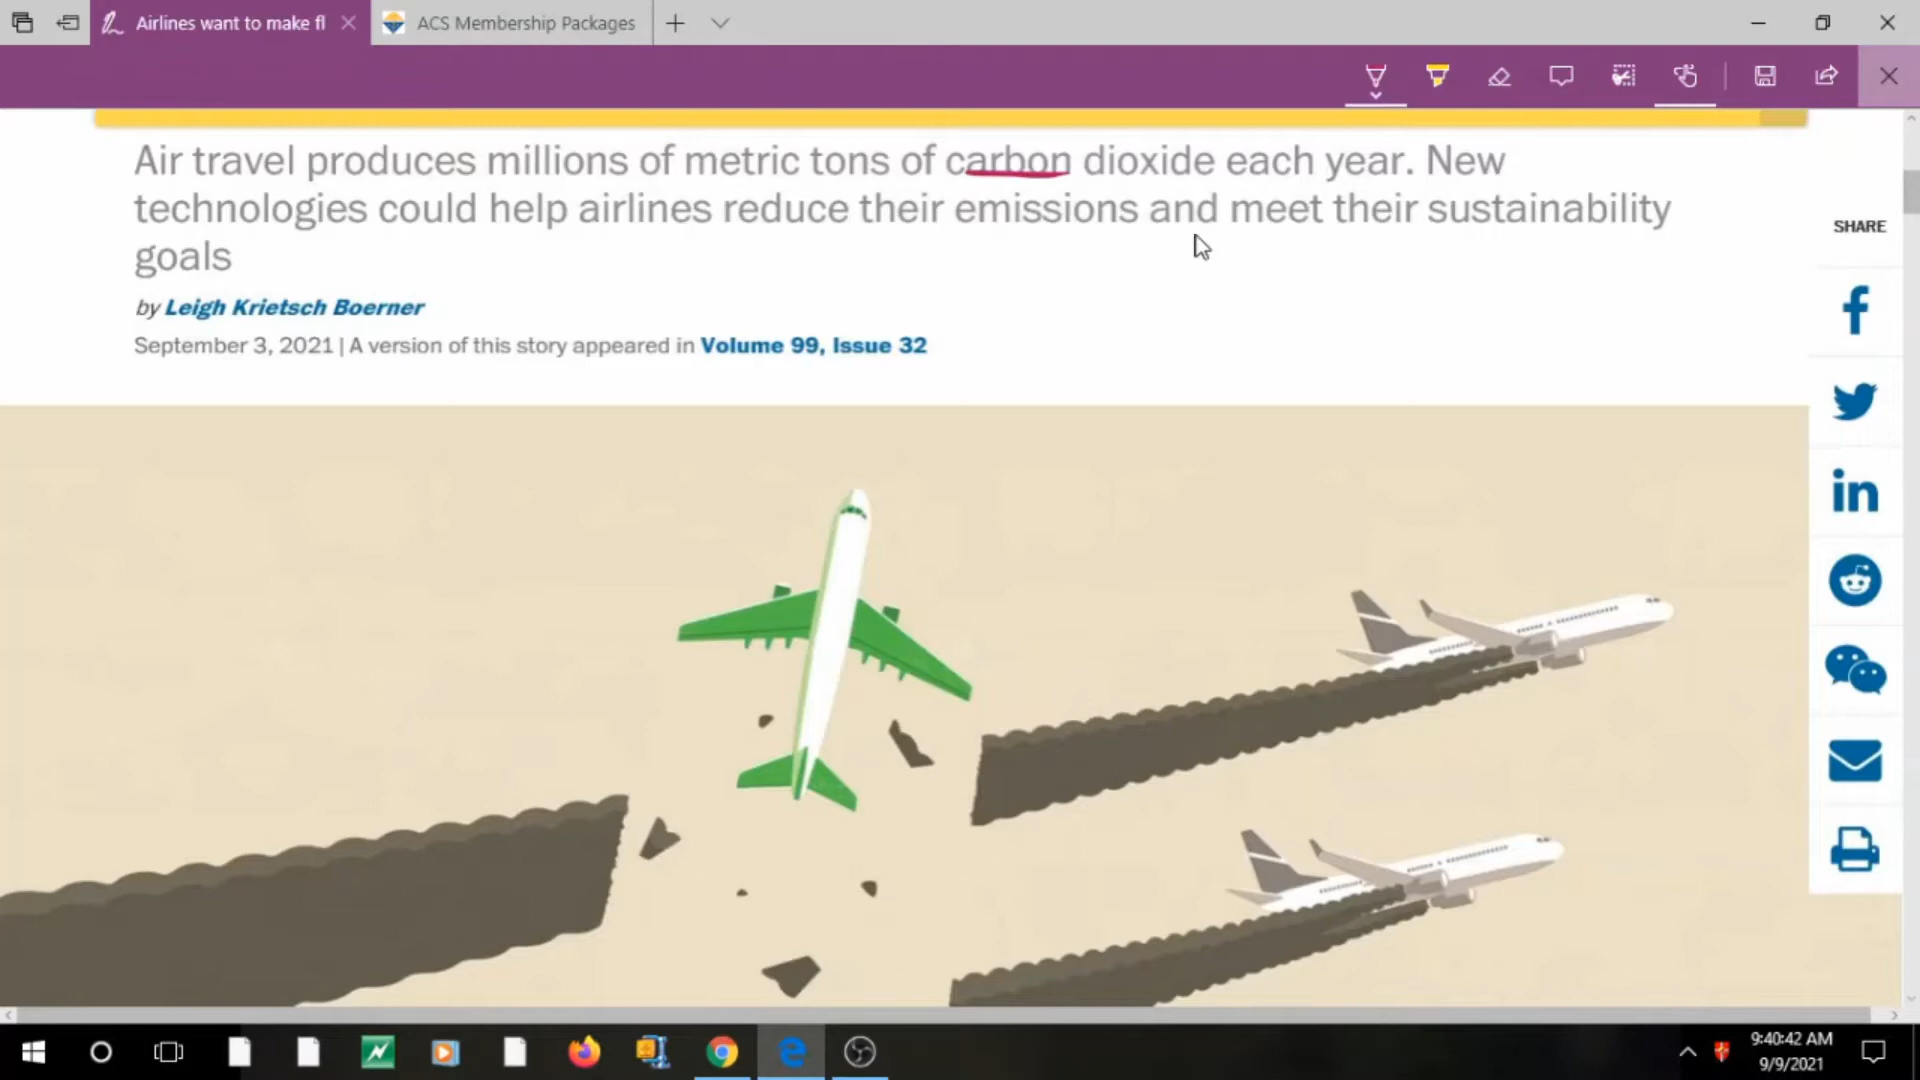 Airlines want to make fl
ACS Membership Packages
Air travel produces millions of metric tons of carbon dioxide each year. New
technologies could help airlines reduce their emissions and meet their sustainability
goals
by Leigh Krietsch Boerner
September 3, 2021 | A version of this story appeared in Volume 99, Issue 32
SHARE
f
in
9:40:42 AM
9/9/2021